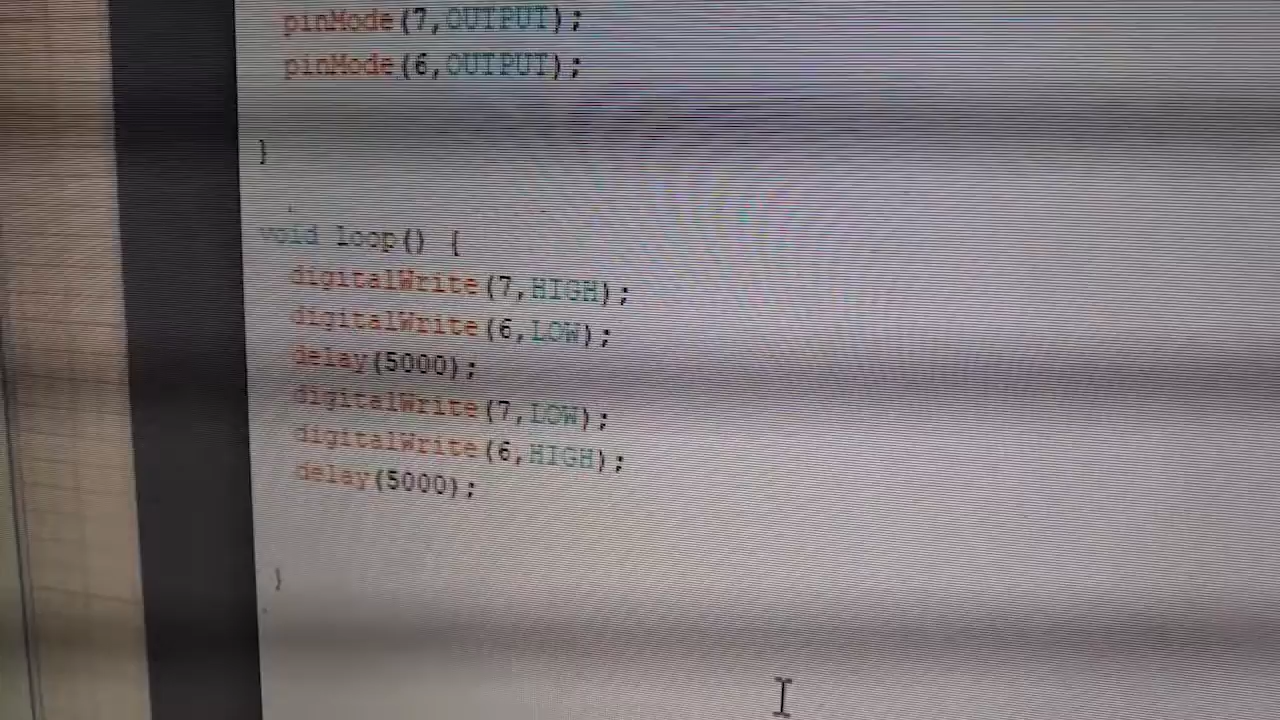 pinMode(7,OUTPUT);
pinMode(6,OUTPUT);
}
void loop() {
digitalWrite(7,HIGH);
digitalWrite(6,LOW);
delay(5000);
digitalWrite(7,LOW);
digitalWrite(6,HIGH);
delay(5000);
}